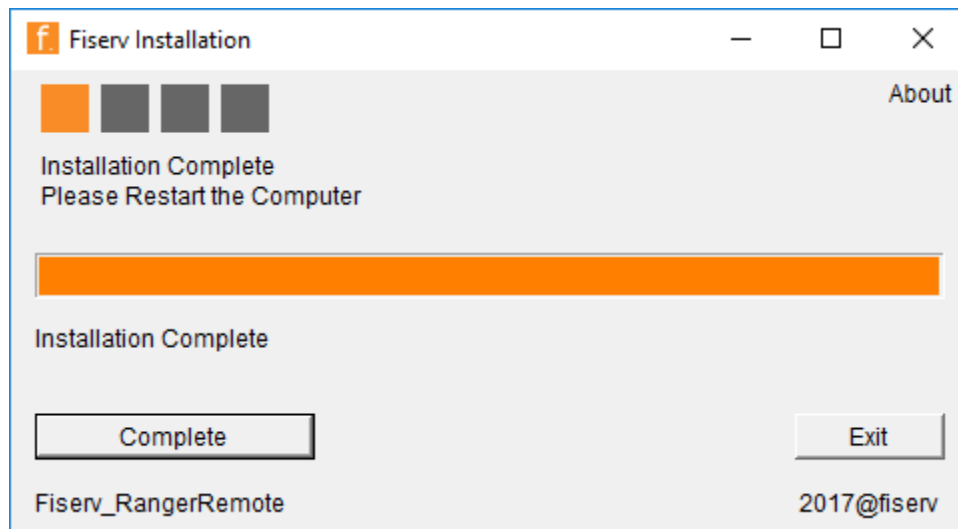 f.
Fiserv Installation
About
Installation Complete
Please Restart the Computer
Installation Complete
Complete
Exit
Fiserv_RangerRemote
2017@fiserv